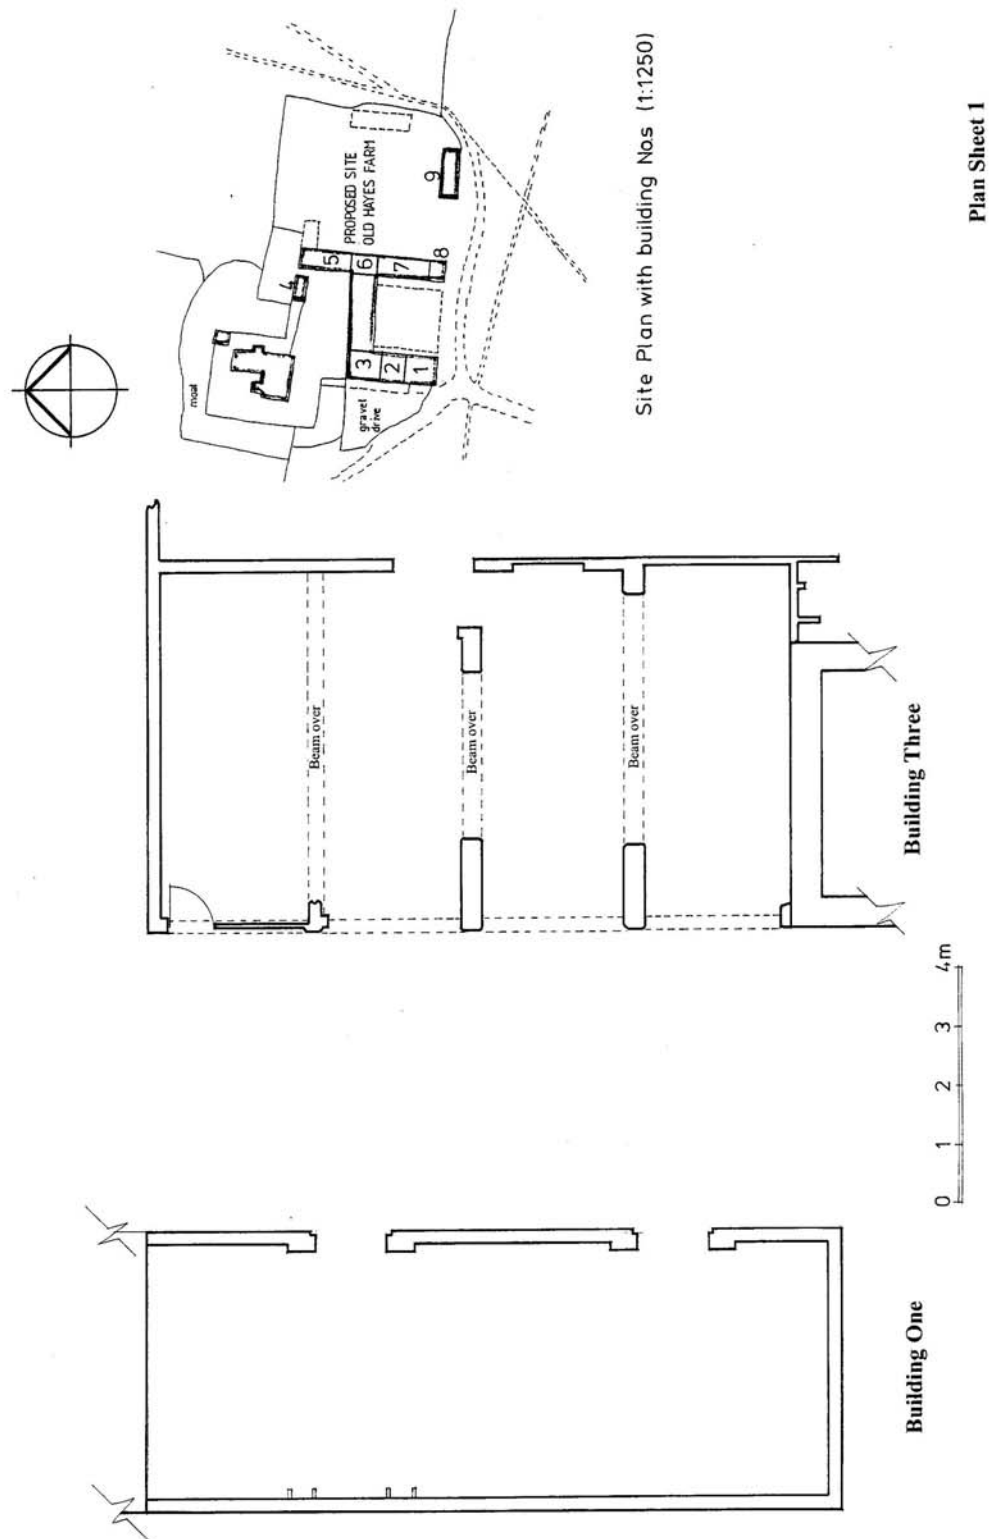 moat
4
5
PROPOSED SITE
OLD HAYES FARM
3
6
gravel
drive
2
7
1
8
9
Site Plan with building No.s (1:1250)
Beam over
Beam over
Beam over
Building One
Building Three
0 1 2 3 4m
Plan Sheet 1